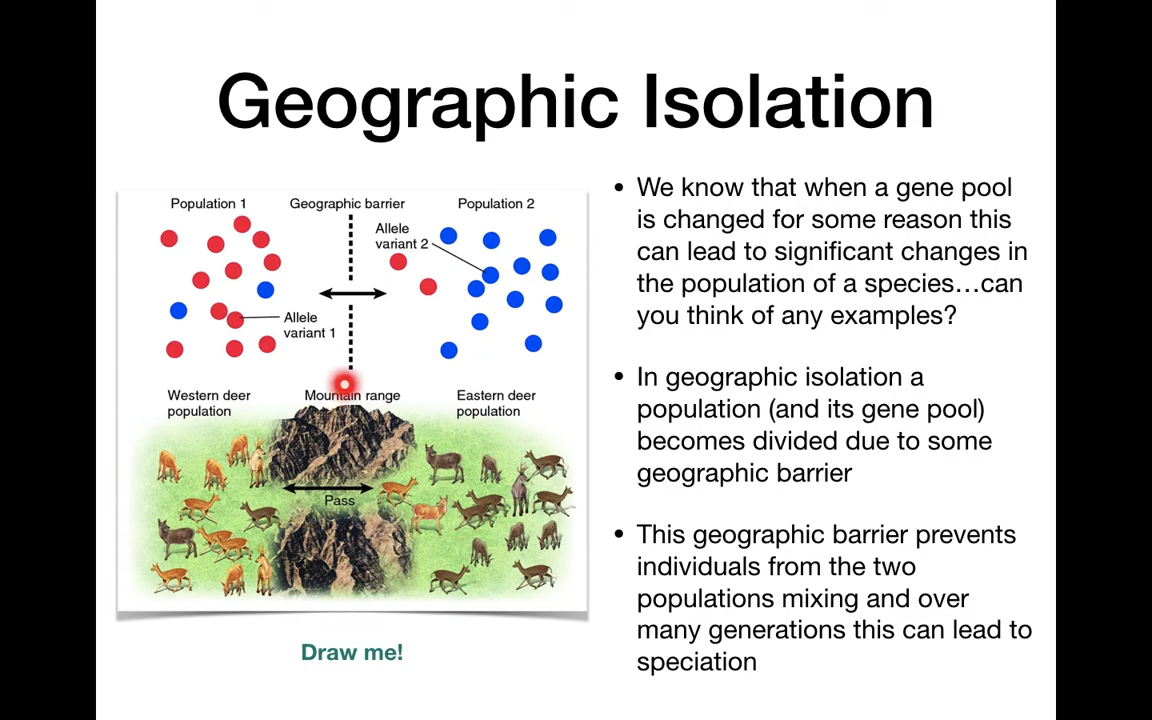 Geographic Isolation
Population 1
Geographic barrier
Population 2
Allele
variant 2
Allele
variant 1
Western deer
population
Mountain range
Eastern deer
population
Pass
Draw me!
• We know that when a gene pool
is changed for some reason this
can lead to significant changes in
the population of a species…can
you think of any examples?
• In geographic isolation a
population (and its gene pool)
becomes divided due to some
geographic barrier
• This geographic barrier prevents
individuals from the two
populations mixing and over
many generations this can lead to
speciation